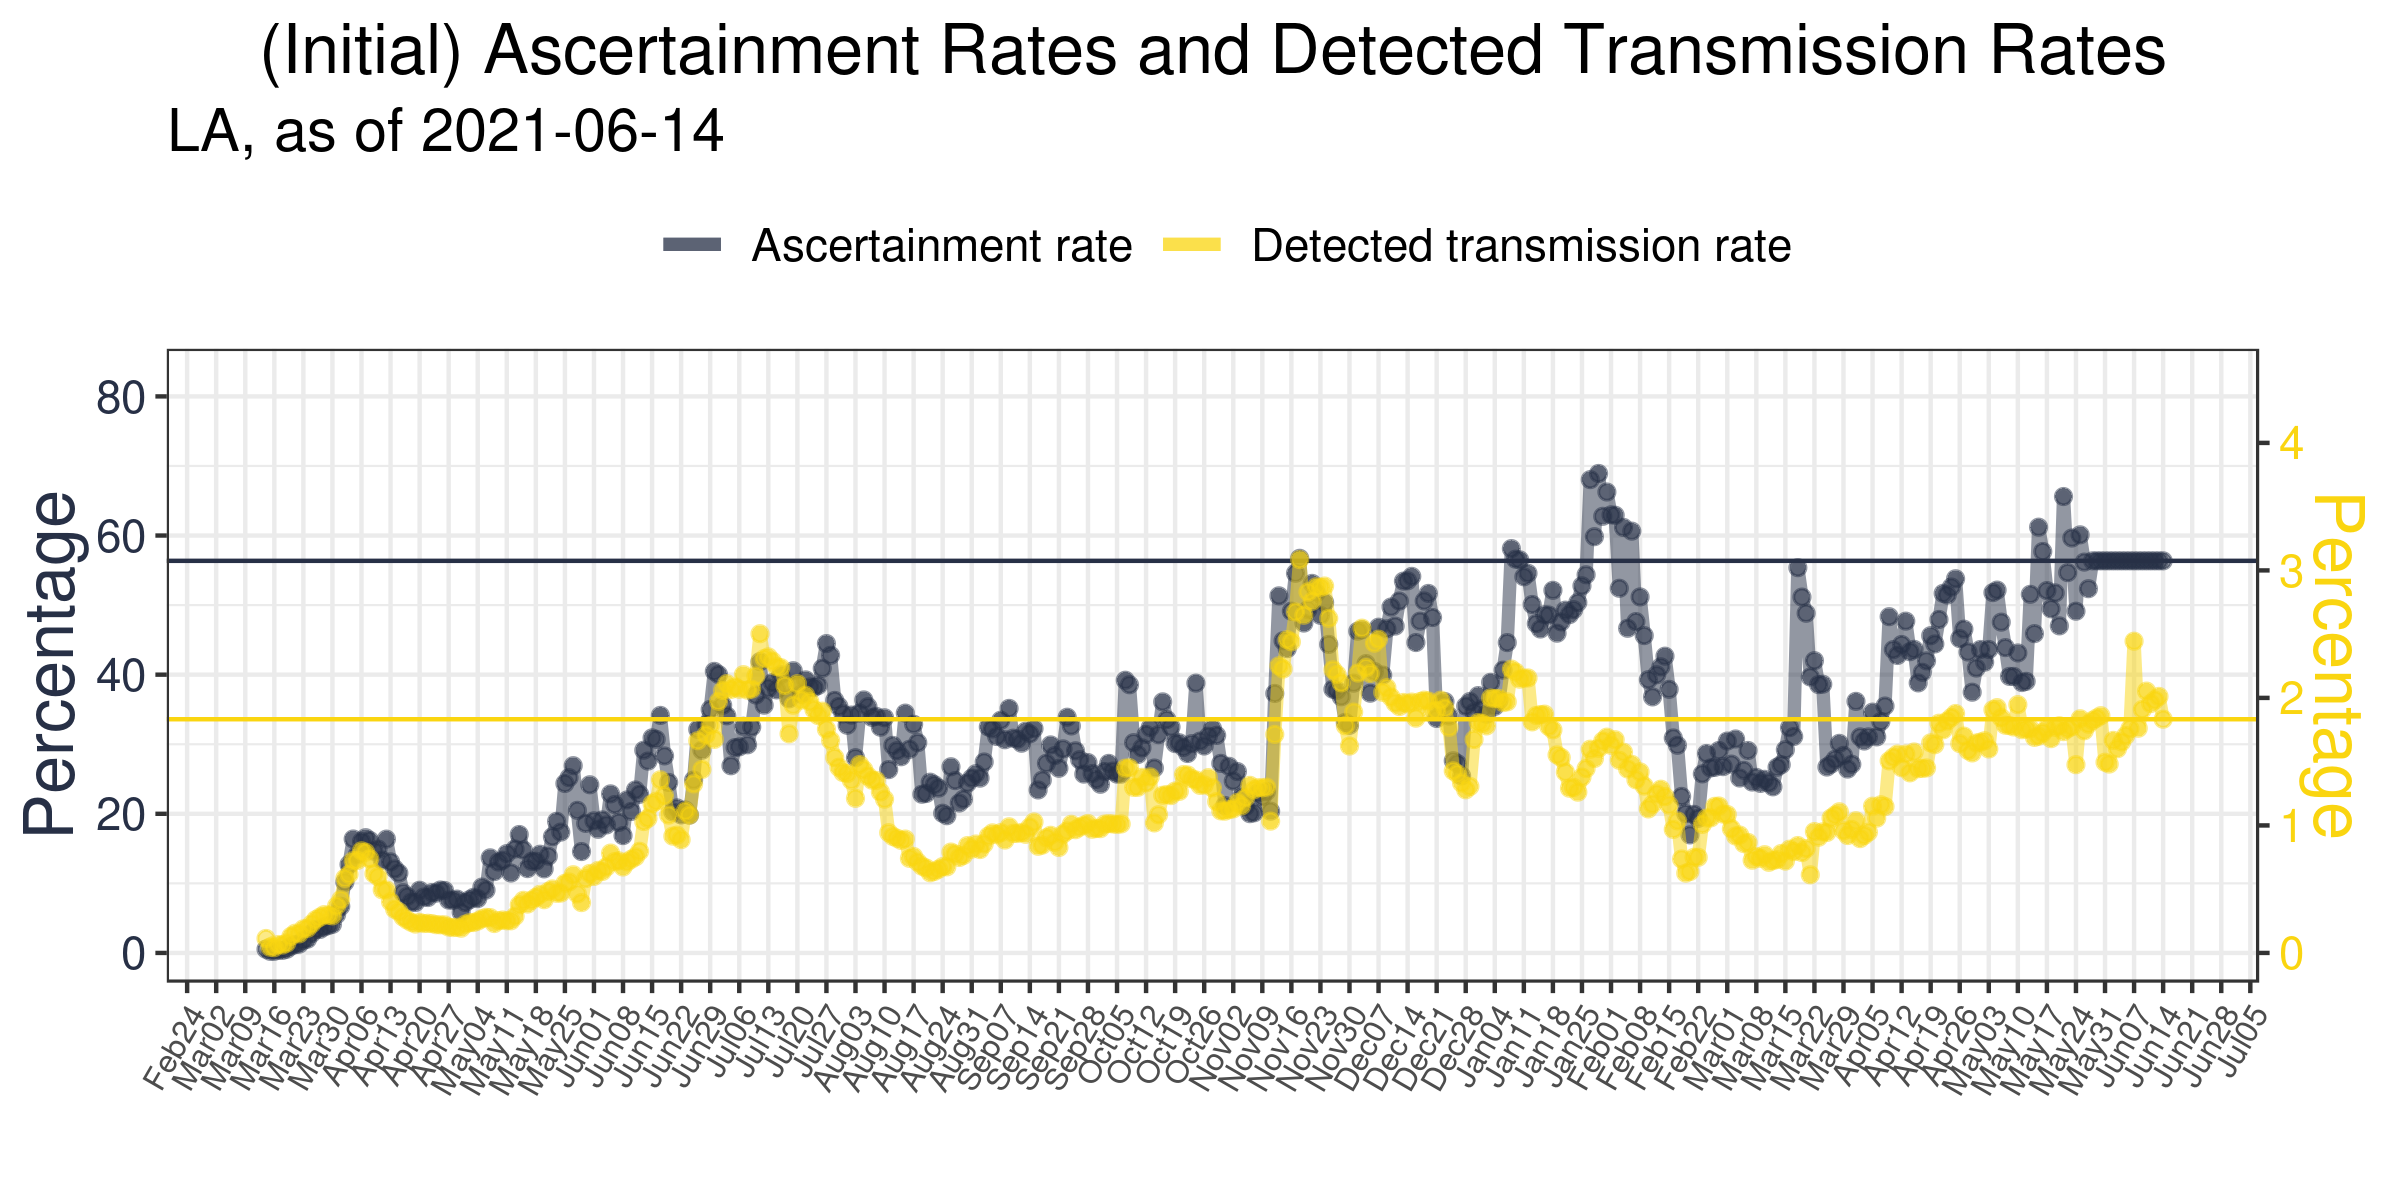 (Initial) Ascertainment Rates and Detected Transmission Rates
LA, as of 2021-06-14
Ascertainment rate
Detected transmission rate
Percentage
80
60
40
20
0
4
3
2
1
0
Percentage
Feb24
Mar02
Mar09
Mar16
Mar23
Mar30
Apr06
Apr13
Apr20
Apr27
May04
May11
May18
May25
Jun01
Jun08
Jun15
Jun22
Jun29
Jul06
Jul13
Jul20
Jul27
Aug03
Aug10
Aug17
Aug24
Aug31
Sep07
Sep14
Sep21
Sep28
Oct05
Oct12
Oct19
Oct26
Nov02
Nov09
Nov16
Nov23
Nov30
Dec07
Dec14
Dec21
Dec28
Jan04
Jan11
Jan18
Jan25
Feb01
Feb08
Feb15
Feb22
Mar01
Mar08
Mar15
Mar22
Mar29
Apr05
Apr12
Apr19
Apr26
May03
May10
May17
May24
May31
Jun07
Jun14
Jun21
Jun28
Jul05